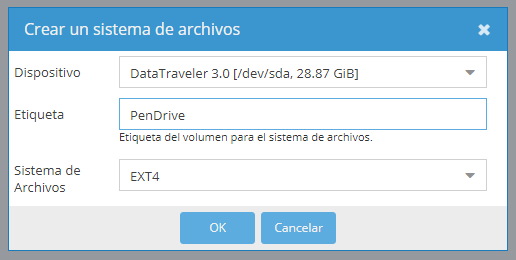 Crear un sistema de archivos
Dispositivo
DataTraveler 3.0 [/dev/sda, 28.87 GiB]
Etiqueta
PenDrive
Etiqueta del volumen para el sistema de archivos.
Sistema de
Archivos
EXT4
OK
Cancelar